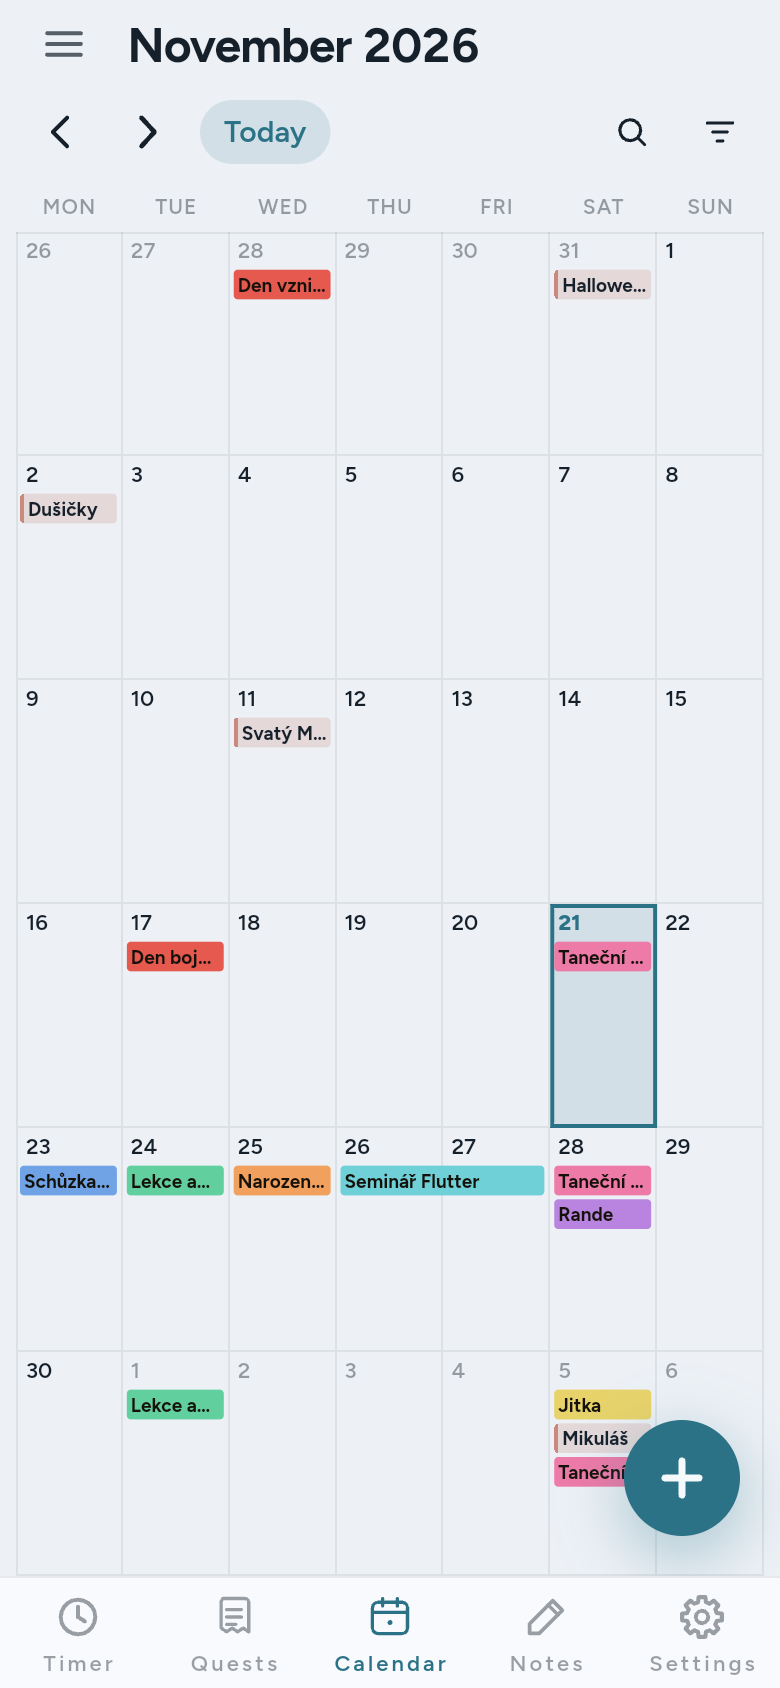 November 2026
Today
MON TUE WED THU FRI SAT SUN
26 27 28 29 30 31 1
Den vzni... Hallowe...
2 3 4 5 6 7 8
Dušičky
9 10 11 12 13 14 15
Svatý M...
16 17 18 19 20 21 22
Den boj... Taneční ...
23 24 25 26 27 28 29
Schůzka... Lekce a... Narozen... Seminář Flutter Taneční ...
Rande
30 1 2 3 4 5 6
Lekce a... Jitka
Mikuláš
Taneční
Timer Quests Calendar Notes Settings